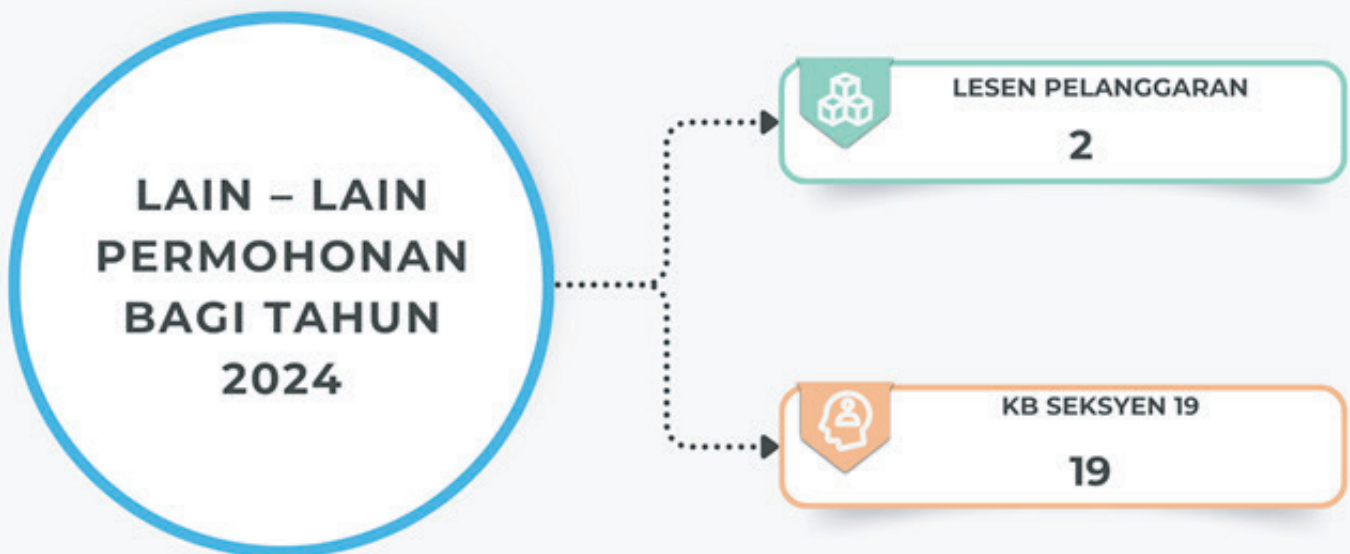 LAIN – LAIN
PERMOHONAN
BAGI TAHUN
2024
LESEN PELANGGARAN
2
KB SEKSYEN 19
19